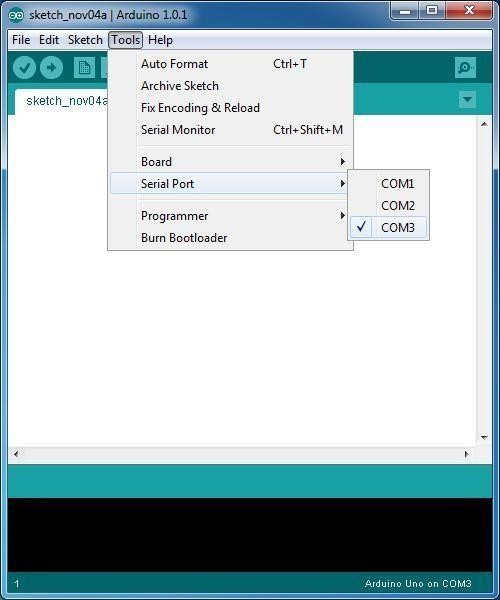 sketch_nov04a | Arduino 1.0.1
File Edit Sketch Tools Help
Auto Format Ctrl+T
Archive Sketch
Fix Encoding & Reload
Serial Monitor Ctrl+Shift+M
Board
Serial Port
Programmer
Burn Bootloader
COM1
COM2
COM3
sketch_nov04a
1 Arduino Uno on COM3